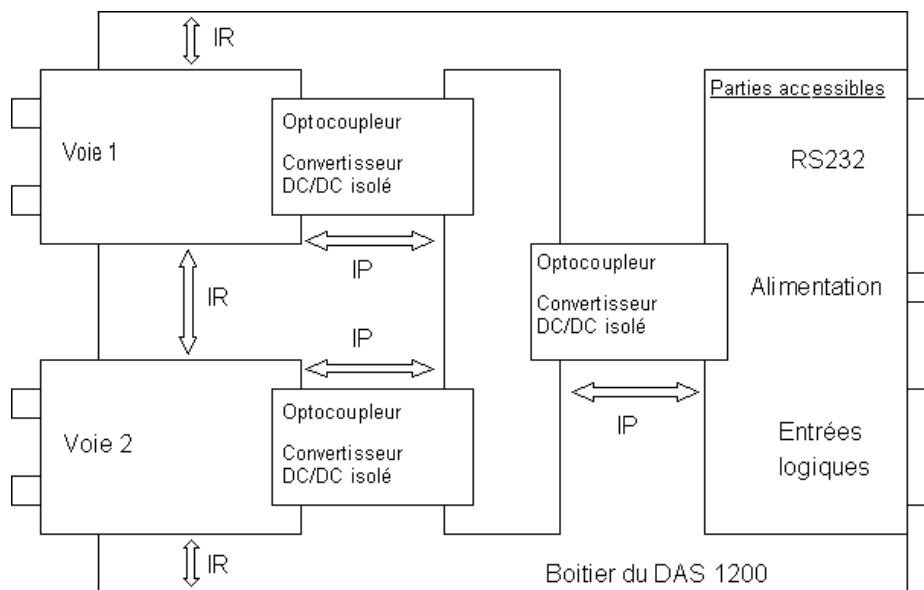 IR
Voie 1
Optocoupleur
Convertisseur
DC/DC isolé
IP
IR
IP
Voie 2
Optocoupleur
Convertisseur
DC/DC isolé
IR
Optocoupleur
Convertisseur
DC/DC isolé
IP
Parties accessibles
RS232
Alimentation
Entrées
logiques
Boitier du DAS 1200